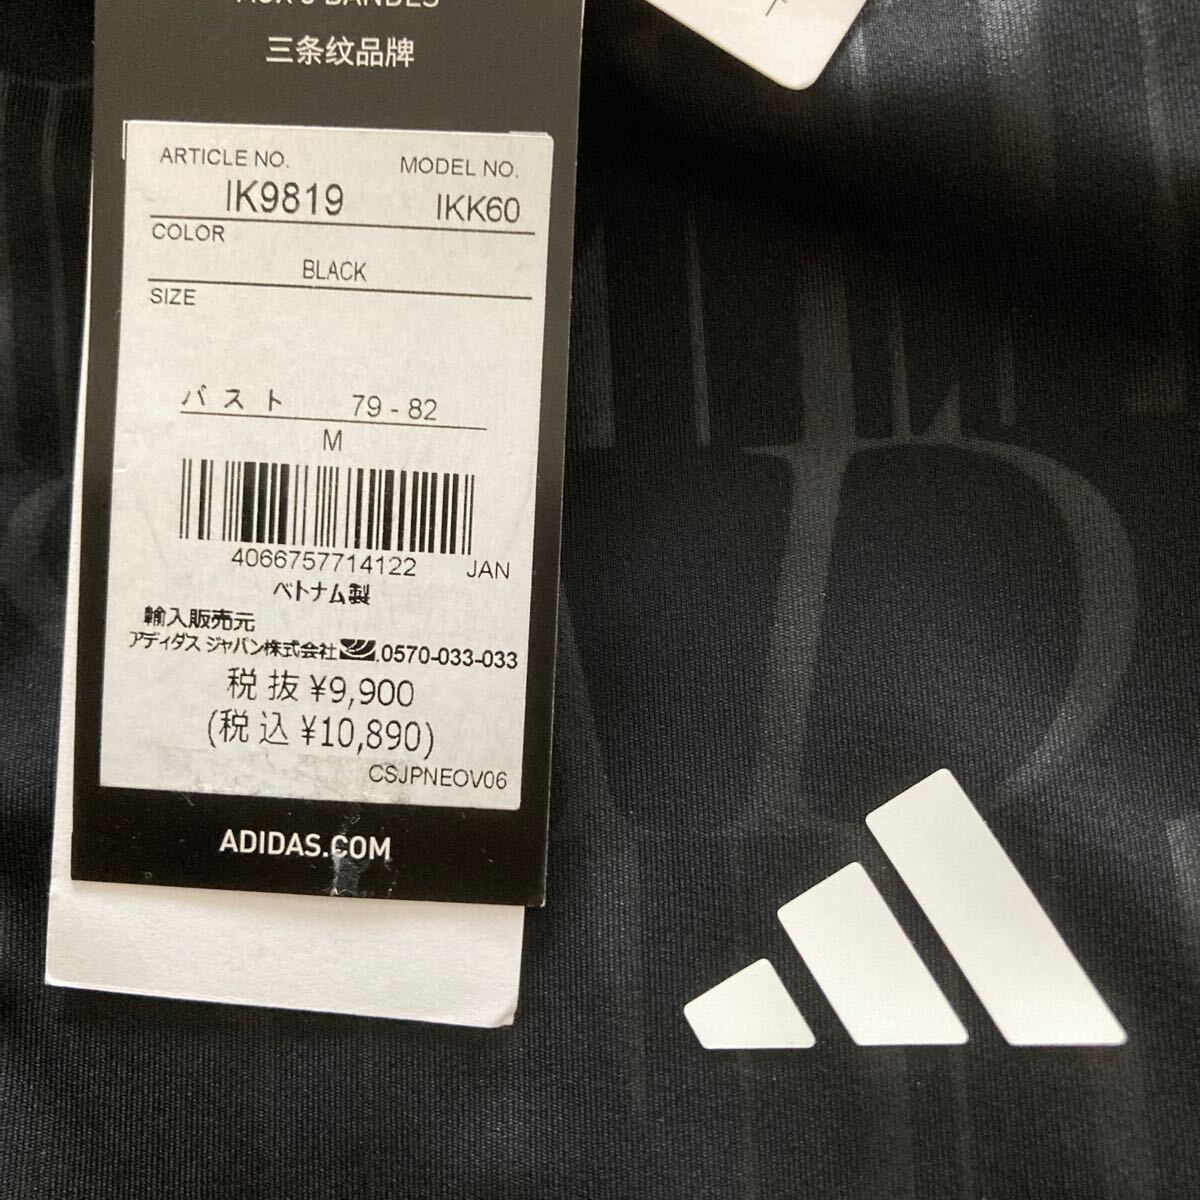 三条纹品牌
ARTICLE NO. MODEL NO.
IK9819 IKK60
COLOR
BLACK
SIZE
バスト 79 - 82
M
4066757714122 JAN
ベトナム製
輸入販売元
アディダス ジャパン株式会社 0570-033-033
税抜 ¥9,900
(税込 ¥10,890)
CSJPNEOV06
ADIDAS.COM